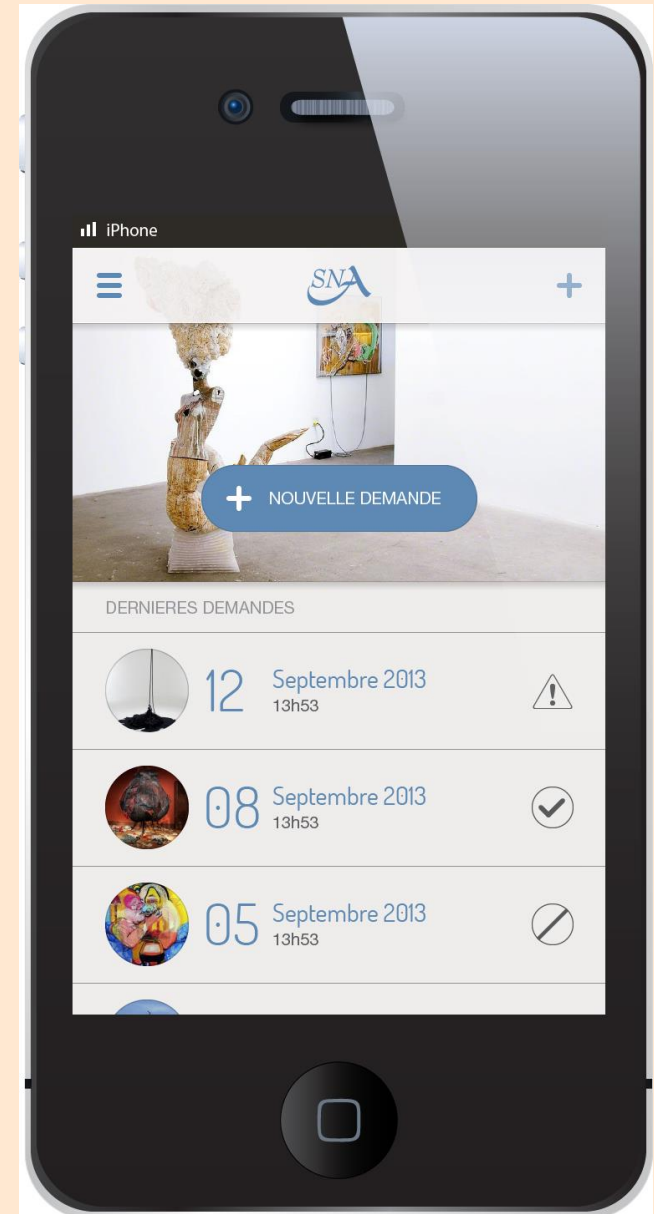 iPhone
SNA
NOUVELLE DEMANDE
DERNIERES DEMANDES
12 Septembre 2013
13h53
08 Septembre 2013
13h53
05 Septembre 2013
13h53